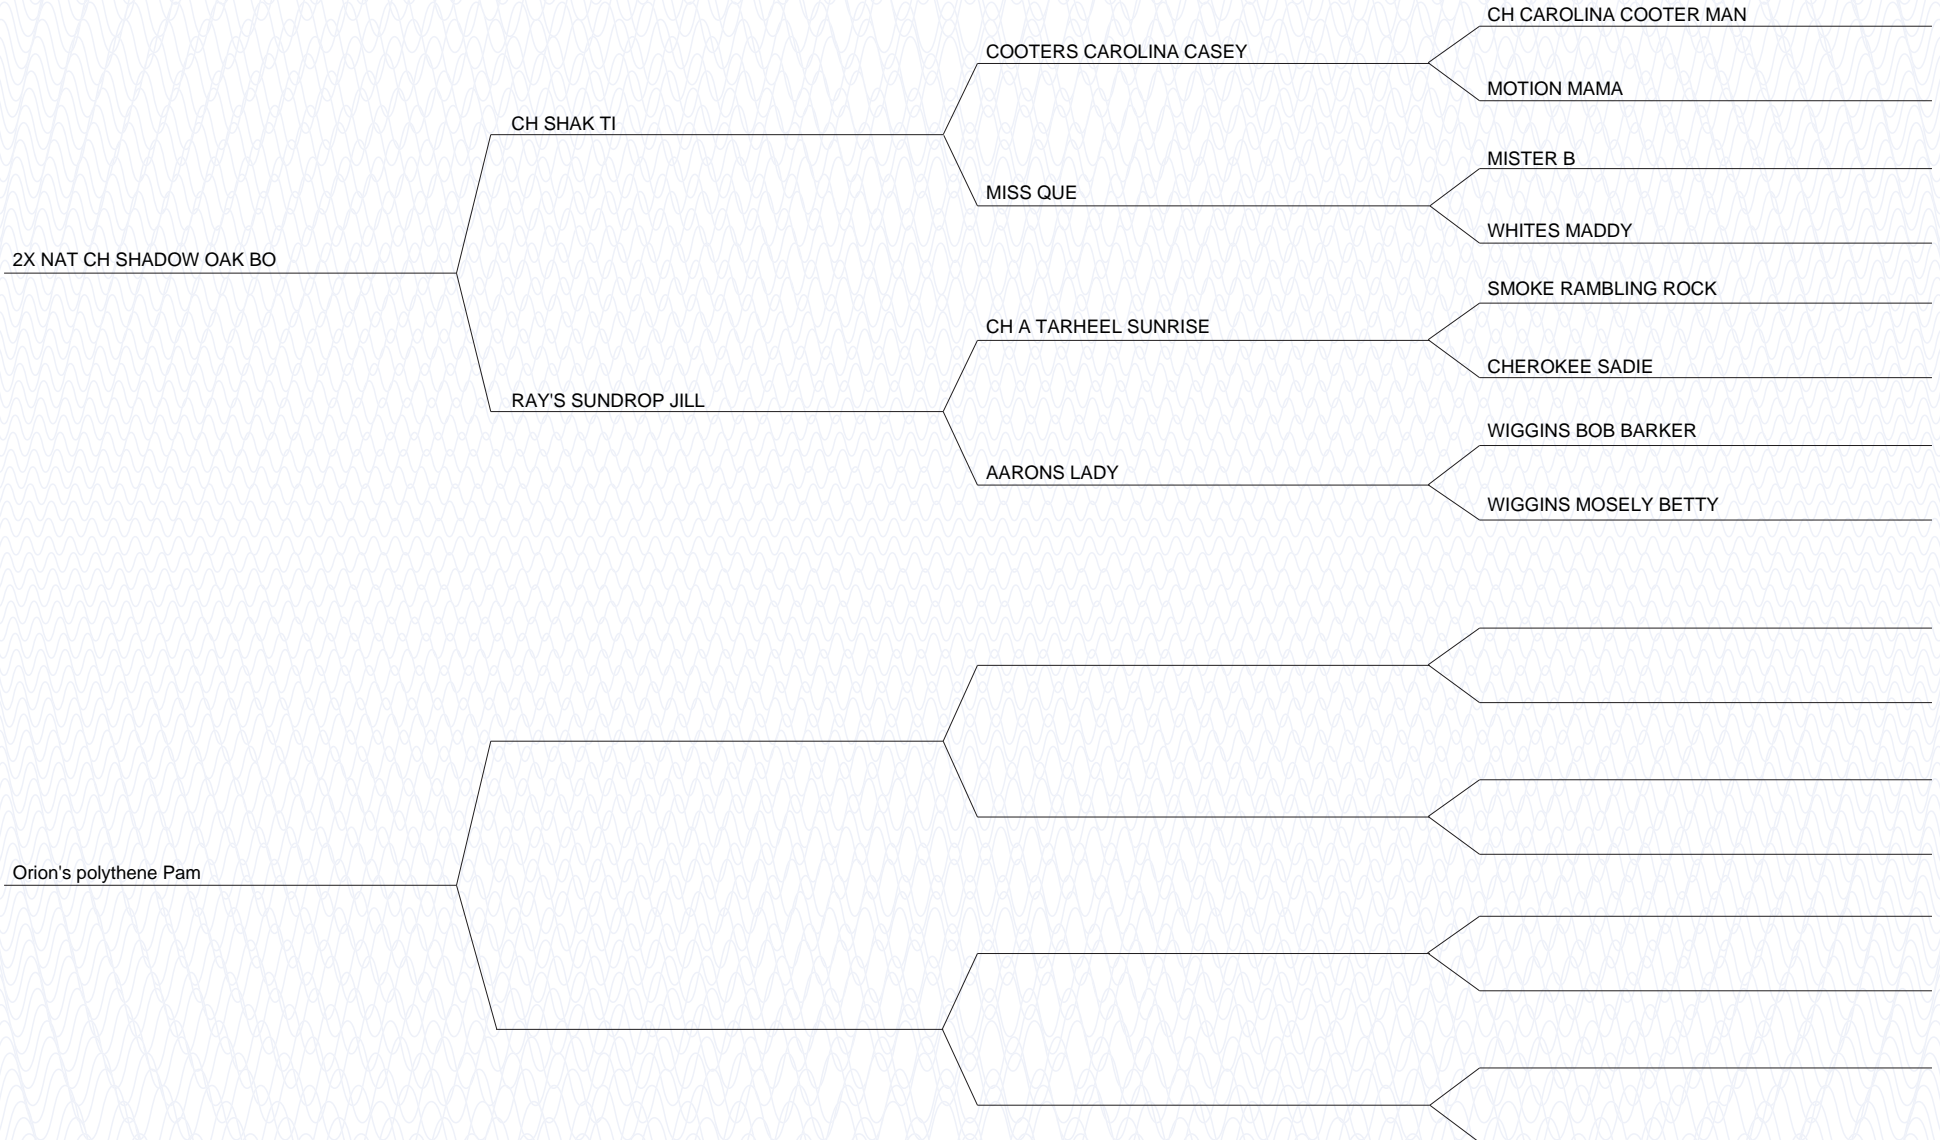 CH CAROLINA COOTER MAN
COOTERS CAROLINA CASEY
MOTION MAMA
CH SHAK TI
MISTER B
MISS QUE
WHITES MADDY
2X NAT CH SHADOW OAK BO
SMOKE RAMBLING ROCK
CH A TARHEEL SUNRISE
CHEROKEE SADIE
RAY'S SUNDROP JILL
WIGGINS BOB BARKER
AARONS LADY
WIGGINS MOSELY BETTY
Orion's polythene Pam